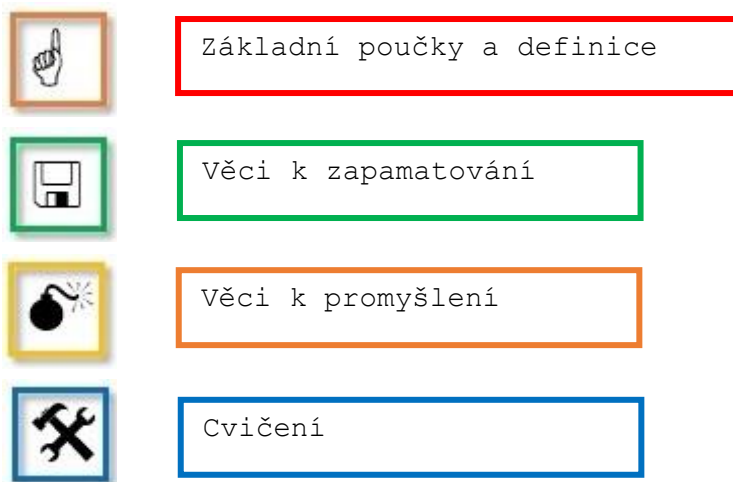 Základní poučky a definice
Věci k zapamatování
Věci k promyšlení
Cvičení